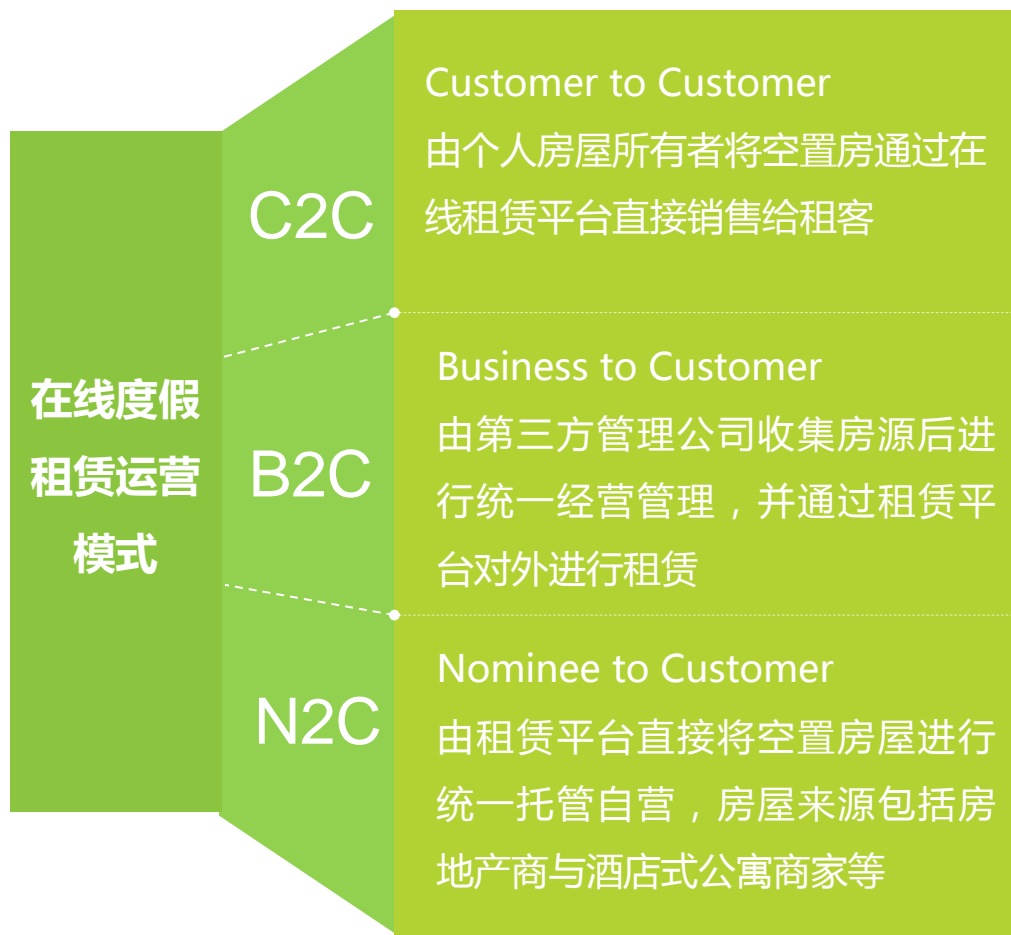 在线度假
租赁运营
模式
C2C
Customer to Customer
由个人房屋所有者将空置房通过在
线租赁平台直接销售给租客
B2C
Business to Customer
由第三方管理公司收集房源后进
行统一经营管理，并通过租赁平
台对外进行租赁
N2C
Nominee to Customer
由租赁平台直接将空置房屋进行
统一托管自营，房屋来源包括房
地产商与酒店式公寓商家等